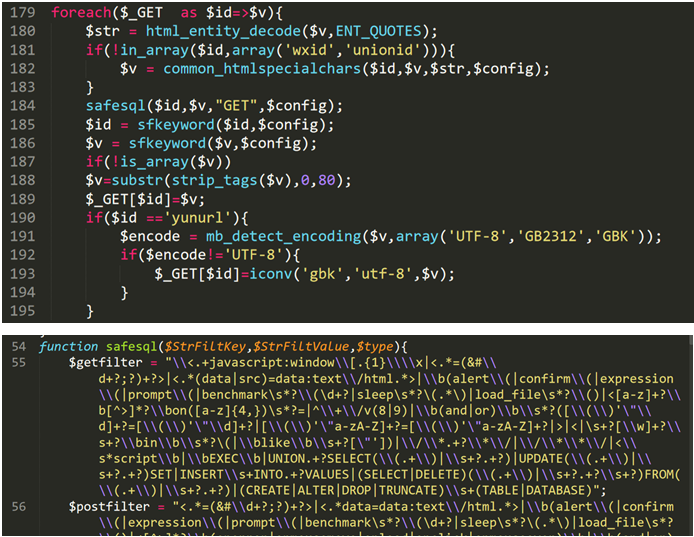 179 foreach($_GET  as $id=>$v){
180     $str = html_entity_decode($v,ENT_QUOTES);
181     if(!in_array($id,array('wxid','unionid'))){
182         $v = common_htmlspecialchars($id,$v,$str,$config);
183     }
184     safesql($id,$v,"GET",$config);
185     $id = sfkeyword($id,$config);
186     $v = sfkeyword($v,$config);
187     if(!is_array($v))
188     $v=substr(strip_tags($v),0,80);
189     $_GET[$id]=$v;
190     if($id =='yunurl'){
191         $encode = mb_detect_encoding($v,array('UTF-8','GB2312','GBK'));
192         if($encode!='UTF-8'){
193             $_GET[$id]=iconv('gbk','utf-8',$v);
194         }
195     }
54 function safesql($StrFiltKey,$StrFiltValue,$type){
55     $getfilter = "\\<.+javascript:window\\[.{1}\\\\x|<.*=(&#\\
d+?;?)+?>|<.*(data|src)=data:text\\/html.*>|\\b(alert\\(|confirm\\(|expression
\\(|prompt\\(|benchmark\s*?\\(\\d+?|sleep\s*?\\(.*\)|load_file\s*?\\()|<[a-z]+?\\
b[^>]*?\\bon([a-z]{4,})\s*?=|^\\+\\/v(8|9)|\\b(and|or)\\b\\s*?([\\(\\)'\"\\
d]+?=[\\(\\)'\"\\d]+?|[\\(\\)'\"a-zA-Z]+?=[\\(\\)'\"a-zA-Z]+?|>|<|\s+?[\\w]+?\\
s+?\\bin\\b\\s*?\(|\\blike\\b\\s+?[\"'])|\\/\\*.+?\\*\\/|\\/\\*\\*\\/|<\\
s*script\\b|\\bEXEC\\b|UNION.+?SELECT(\\(.+\\)|\\s+?.+?)|UPDATE(\\(.+\\)|\\
s+?.+?)SET|INSERT\\s+INTO.+?VALUES|(SELECT|DELETE)(\\(.+\\)|\\s+?.+?\\s+?)FROM(
\\(.+\\)|\\s+?.+?)|(CREATE|ALTER|DROP|TRUNCATE)\\s+(TABLE|DATABASE)";
56     $postfilter = "<.*=(&#\\d+?;?)+?>|<.*data=data:text\\/html.*>|\\b(alert\\(|confirm
\\(|expression\\(|prompt\\(|benchmark\s*?\\(\\d+?|sleep\s*?\\(.*\)|load_file\s*?